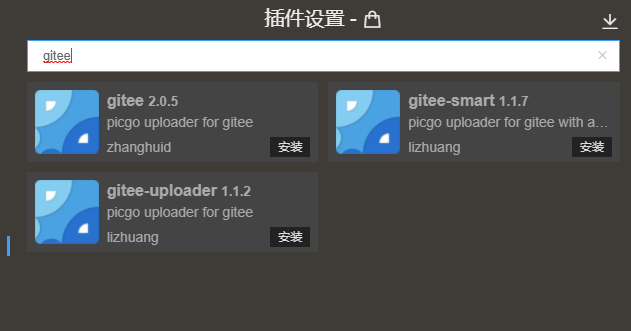 插件设置 -
gitee
gitee 2.0.5
picgo uploader for gitee
zhanghuid
安装
gitee-smart 1.1.7
picgo uploader for gitee with a...
lizhuang
安装
gitee-uploader 1.1.2
picgo uploader for gitee
lizhuang
安装